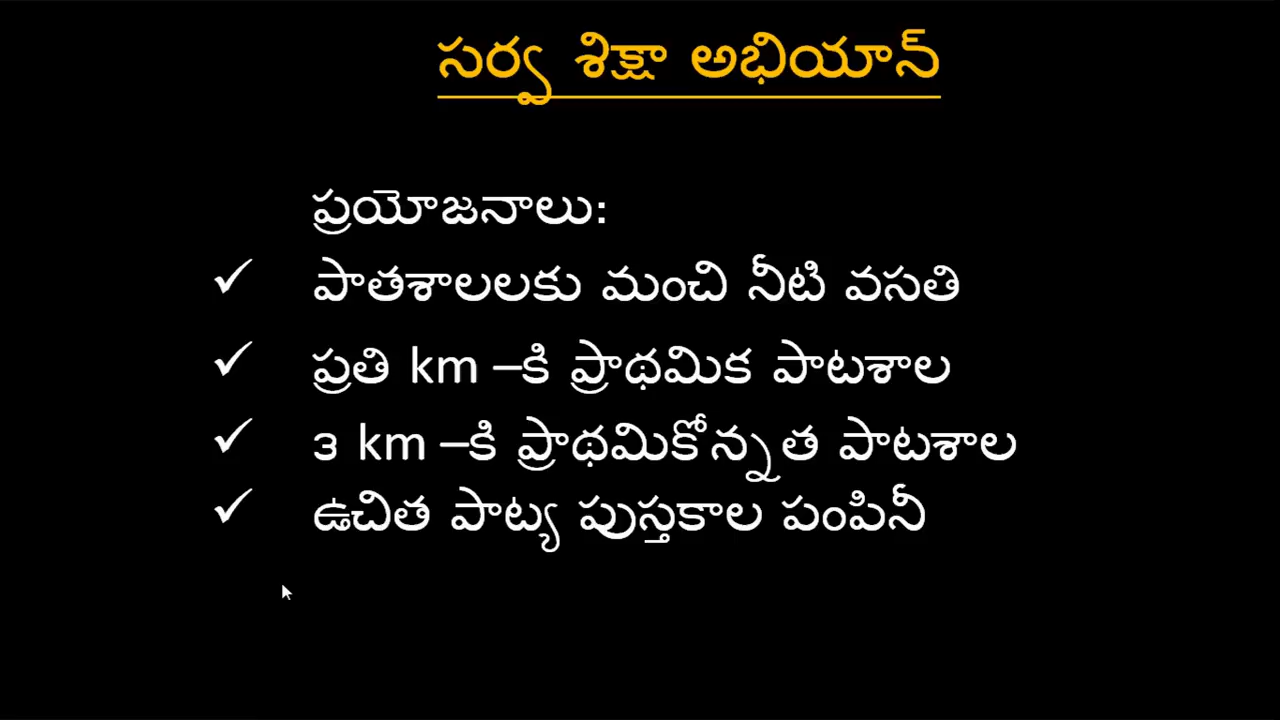 సర్వ శిక్షా అభియాన్
ప్రయోజనాలు:
✓ పాతశాలలకు మంచి నీటి వసతి
✓ ప్రతి km –కి ప్రాథమిక పాటశాల
✓ 3 km –కి ప్రాథమికోన్నత పాటశాల
✓ ఉచిత పాట్య పుస్తకాల పంపినీ